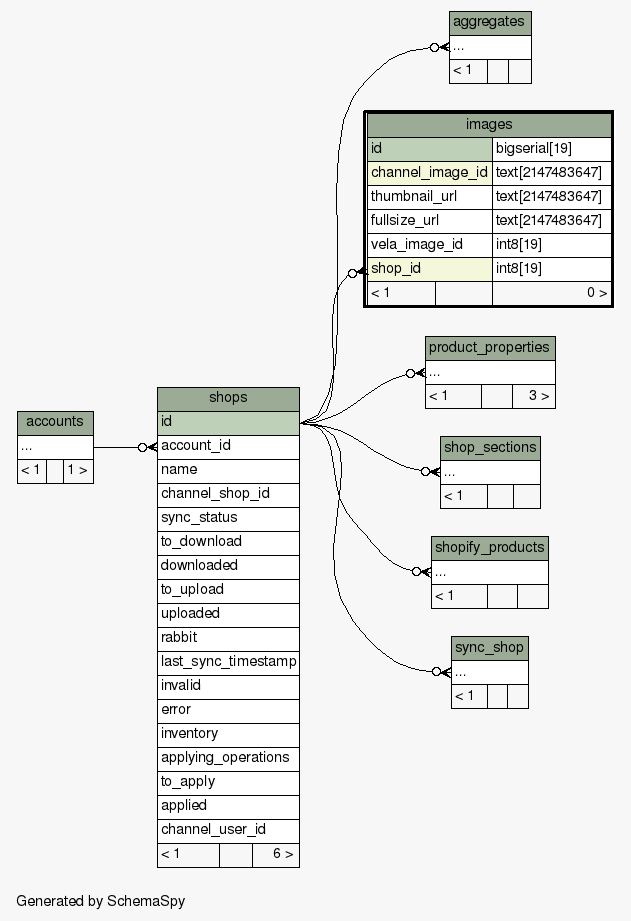 aggregates
...
< 1
images
id bigserial[19]
channel_image_id text[2147483647]
thumbnail_url text[2147483647]
fullsize_url text[2147483647]
vela_image_id int8[19]
shop_id int8[19]
< 1 0 >
product_properties
...
< 1 3 >
accounts
...
< 1 1 >
shops
id
account_id
name
channel_shop_id
sync_status
to_download
downloaded
to_upload
uploaded
rabbit
last_sync_timestamp
invalid
error
inventory
applying_operations
to_apply
applied
channel_user_id
< 1 6 >
shop_sections
...
< 1
shopify_products
...
< 1
sync_shop
...
< 1
Generated by SchemaSpy